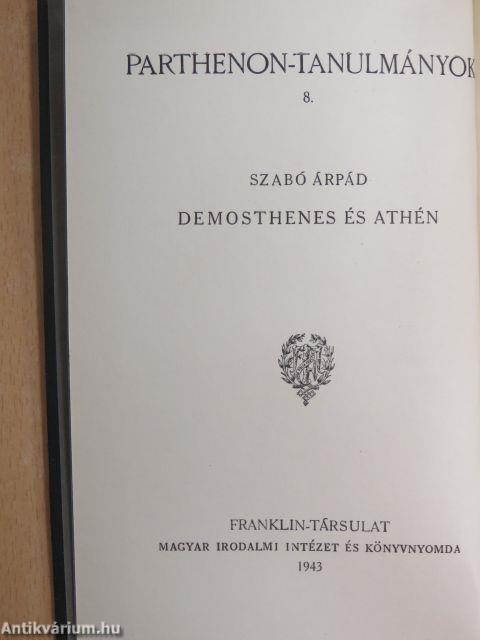 PARTHENON-TANULMÁNYOK
8.
SZABÓ ÁRPÁD
DEMOSTHENES ÉS ATHÉN
FRANKLIN-TÁRSULAT
MAGYAR IRODALMI INTÉZET ÉS KÖNYVNYOMDA
1943
Antikvárium.hu